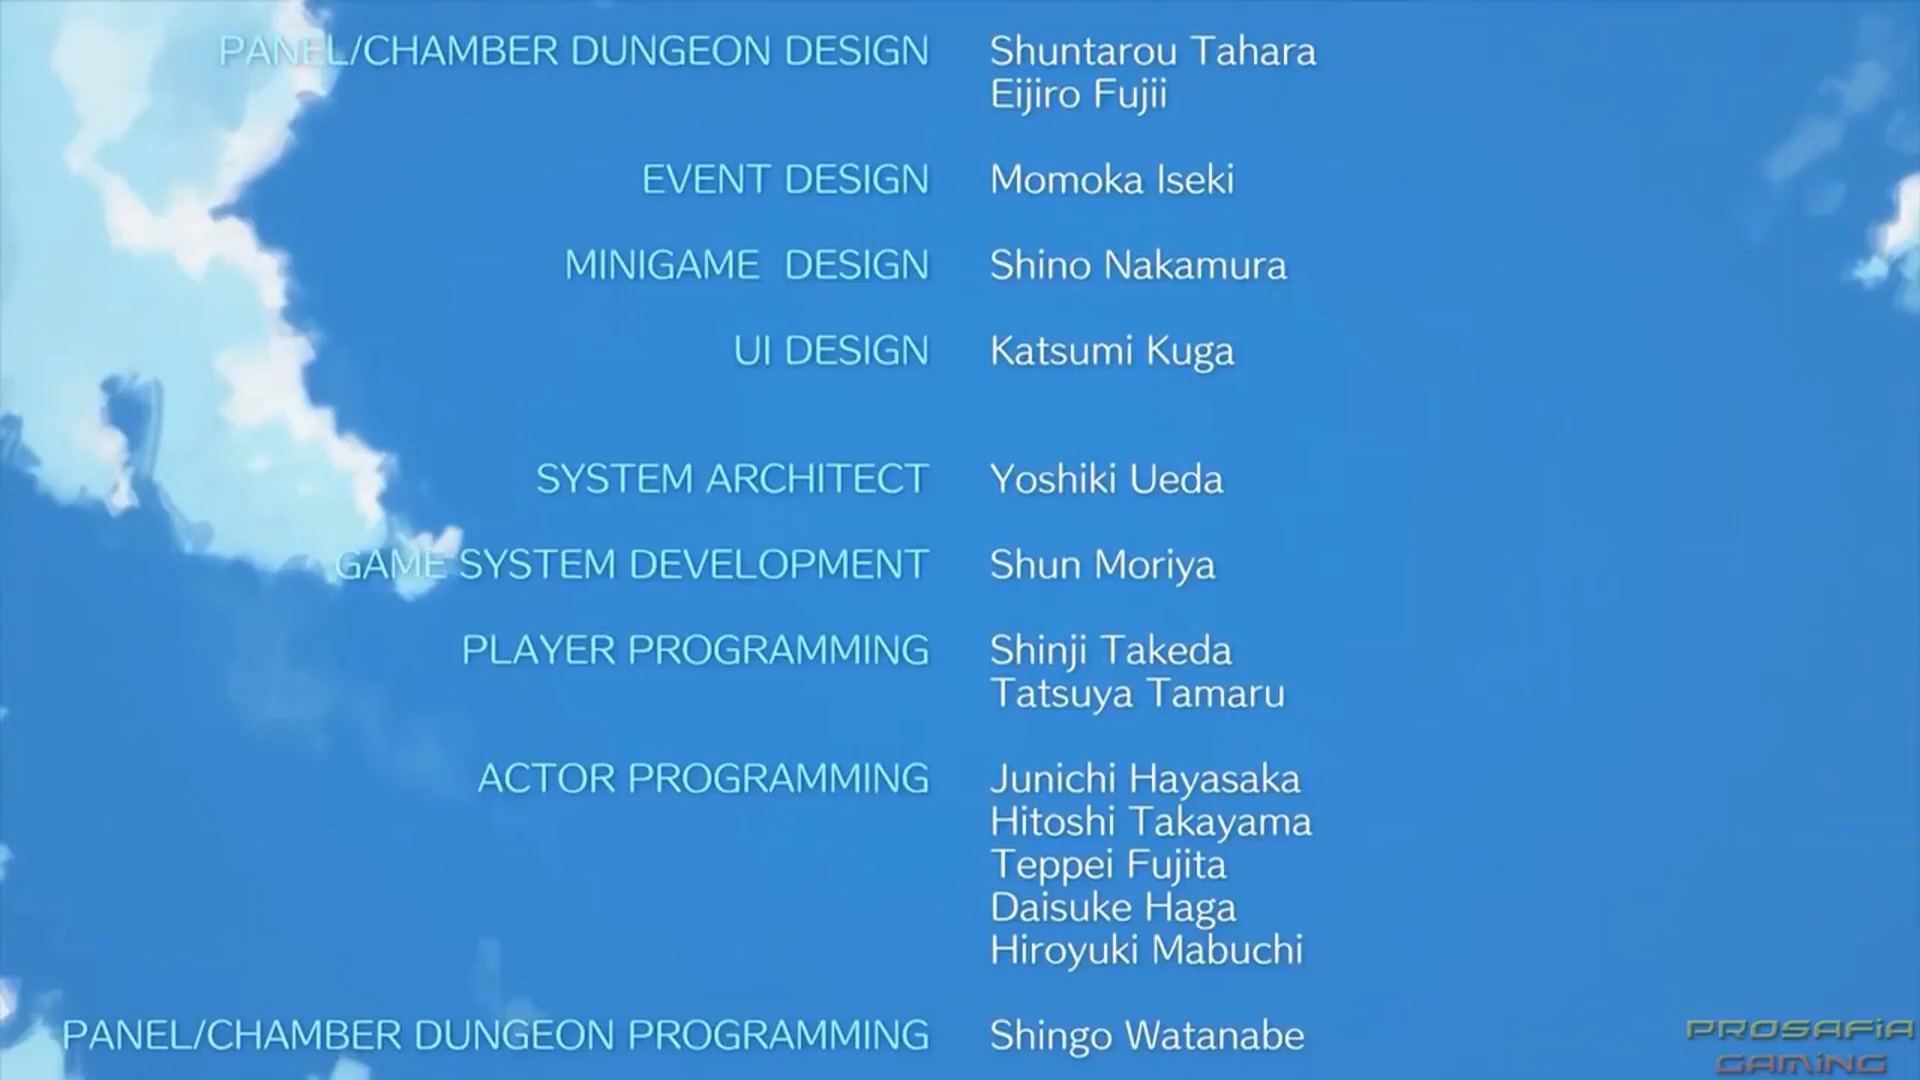 PANEL/CHAMBER DUNGEON DESIGN Shuntarou Tahara
Eijiro Fujii
EVENT DESIGN Momoka Iseki
MINIGAME DESIGN Shino Nakamura
UI DESIGN Katsumi Kuga
SYSTEM ARCHITECT Yoshiki Ueda
GAME SYSTEM DEVELOPMENT Shun Moriya
PLAYER PROGRAMMING Shinji Takeda
Tatsuya Tamaru
ACTOR PROGRAMMING Junichi Hayasaka
Hitoshi Takayama
Teppei Fujita
Daisuke Haga
Hiroyuki Mabuchi
PANEL/CHAMBER DUNGEON PROGRAMMING Shingo Watanabe
PROSAFiA
GAMiNG